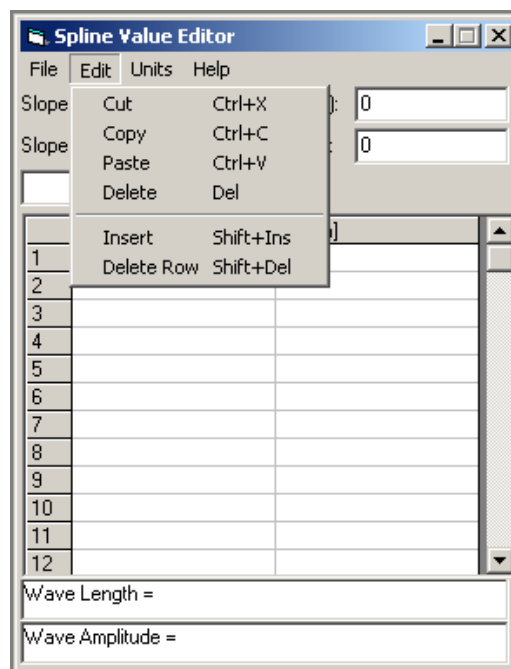 Spline Value Editor
File Edit Units Help
Slope ): 0
Slope : 0
Cut Ctrl+X
Copy Ctrl+C
Paste Ctrl+V
Delete Del
Insert Shift+Ins
Delete Row Shift+Del
]
1
2
3
4
5
6
7
8
9
10
11
12
Wave Length =
Wave Amplitude =